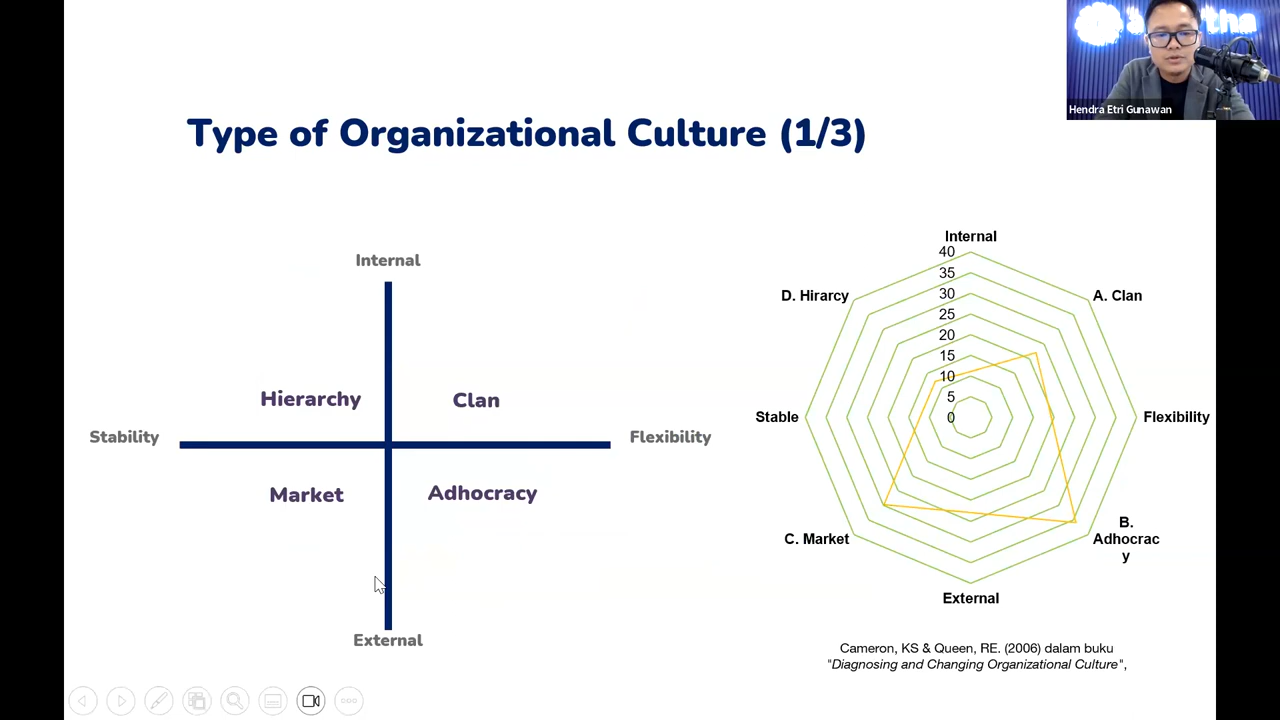 Hendra Etri Gunawan
Type of Organizational Culture (1/3)
Internal
Hierarchy
Clan
Stability
Flexibility
Market
Adhocracy
External
Internal
40
35
30
25
20
15
10
5
0
D. Hirarcy
A. Clan
Stable
Flexibility
C. Market
B.
Adhocrac
y
External
Cameron, KS & Queen, RE. (2006) dalam buku
"Diagnosing and Changing Organizational Culture",